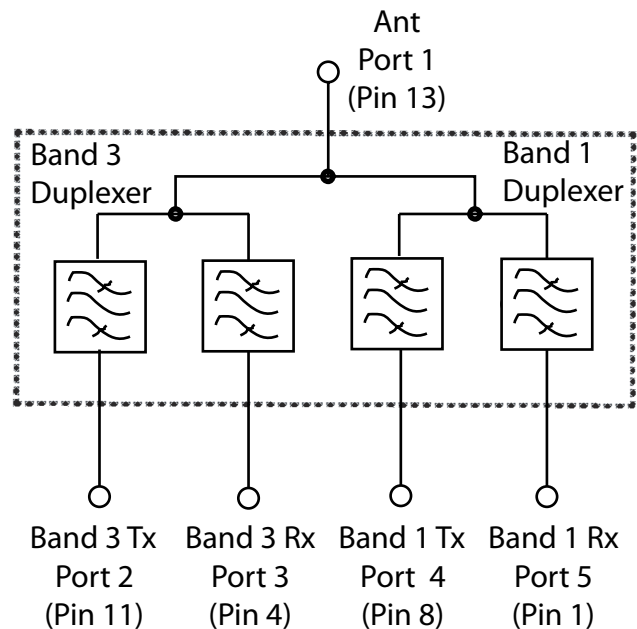 Ant
Port 1
(Pin 13)
Band 3
Duplexer
Band 1
Duplexer
Band 3 Tx
Port 2
(Pin 11)
Band 3 Rx
Port 3
(Pin 4)
Band 1 Tx
Port 4
(Pin 8)
Band 1 Rx
Port 5
(Pin 1)